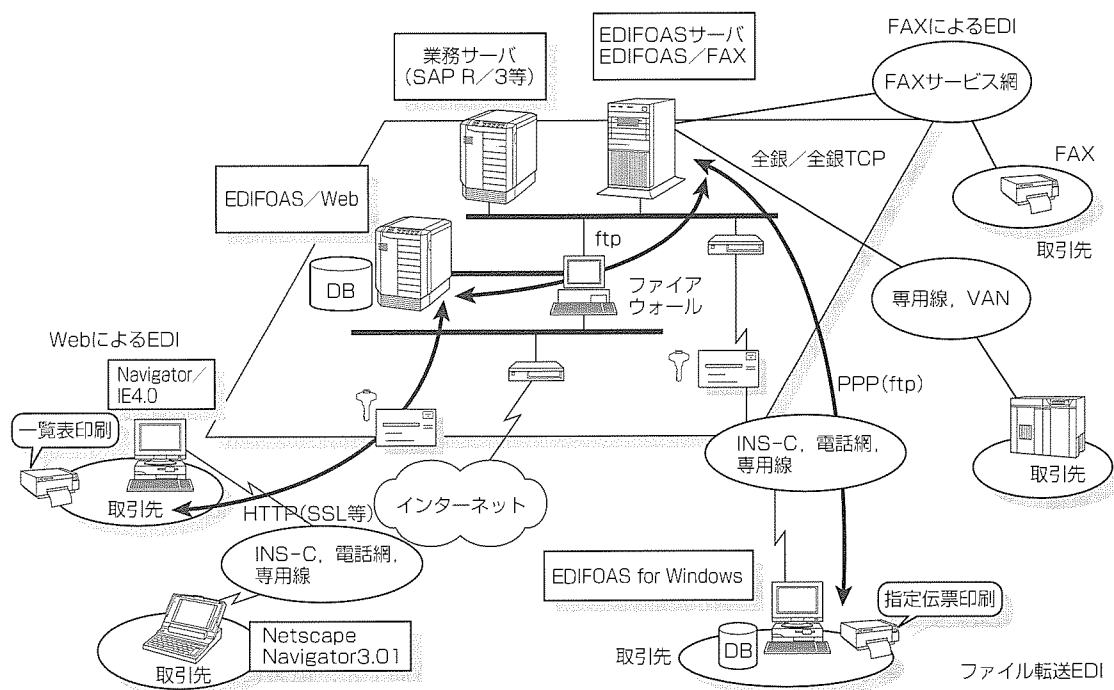 EDIFOASサーバ
EDIFOAS/FAX
FAXによるEDI
業務サーバ
(SAP R/3等)
FAXサービス網
全銀/全銀TCP
FAX
取引先
EDIFOAS/Web
ftp
DB
ファイア
ウォール
専用線，VAN
WebによるEDI
Navigator/
IE4.0
PPP(ftp)
一覧表印刷
取引先
INS-C，電話網，
専用線
取引先
HTTP(SSL等)
インターネット
INS-C，電話網，
専用線
EDIFOAS for Windows
指定伝票印刷
Netscape
Navigator3.01
取引先
取引先
DB
ファイル転送EDI